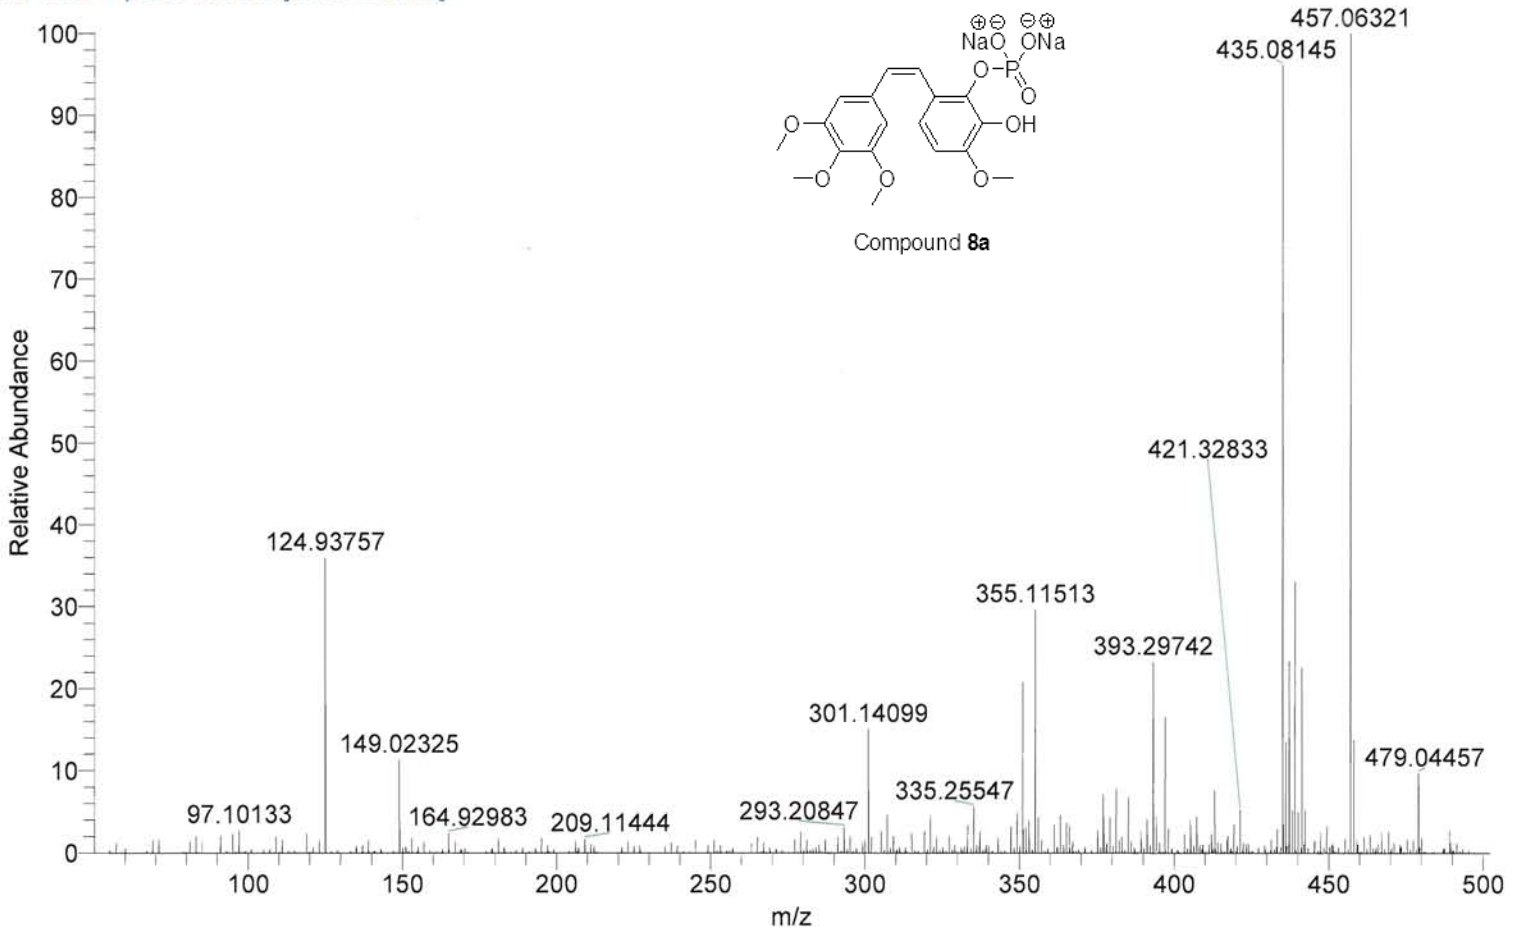 457.06321
435.08145
⊕⊖ ⊖⊕
NaO ONa
O P
O
O
OH
O
O
O
Compound 8a
421.32833
124.93757
355.11513
393.29742
301.14099
149.02325
479.04457
335.25547
97.10133
164.92983
209.11444
293.20847
Relative Abundance
100
90
80
70
60
50
40
30
20
10
0
100 150 200 250 300 350 400 450 500
m/z